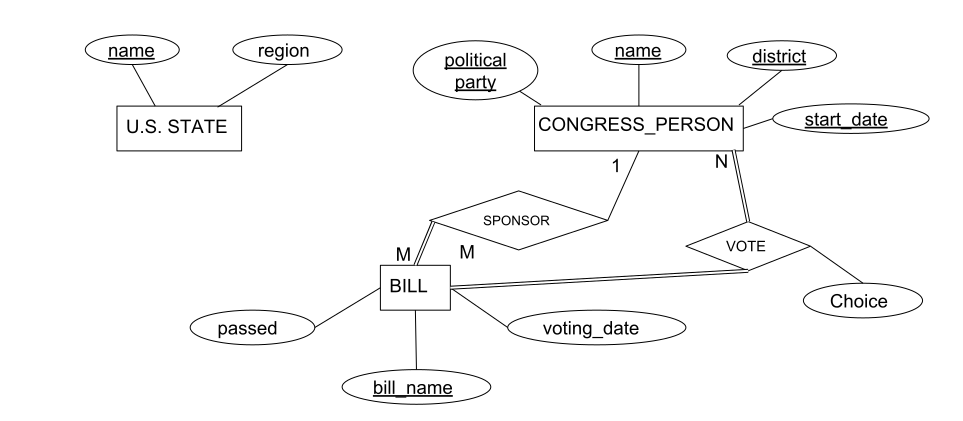 name
region
political
party
name
district
U.S. STATE
CONGRESS_PERSON
start_date
1
N
SPONSOR
VOTE
M
M
BILL
Choice
passed
voting_date
bill_name